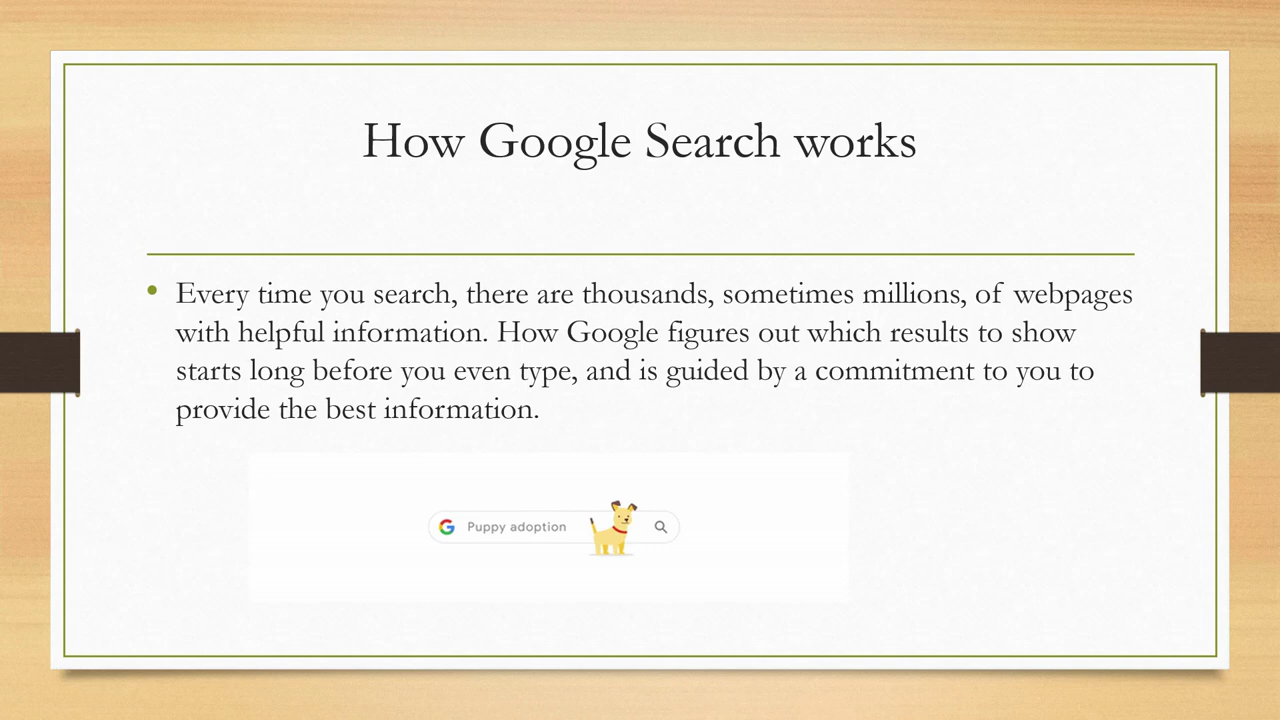 How Google Search works
• Every time you search, there are thousands, sometimes millions, of webpages
with helpful information. How Google figures out which results to show
starts long before you even type, and is guided by a commitment to you to
provide the best information.
G Puppy adoption